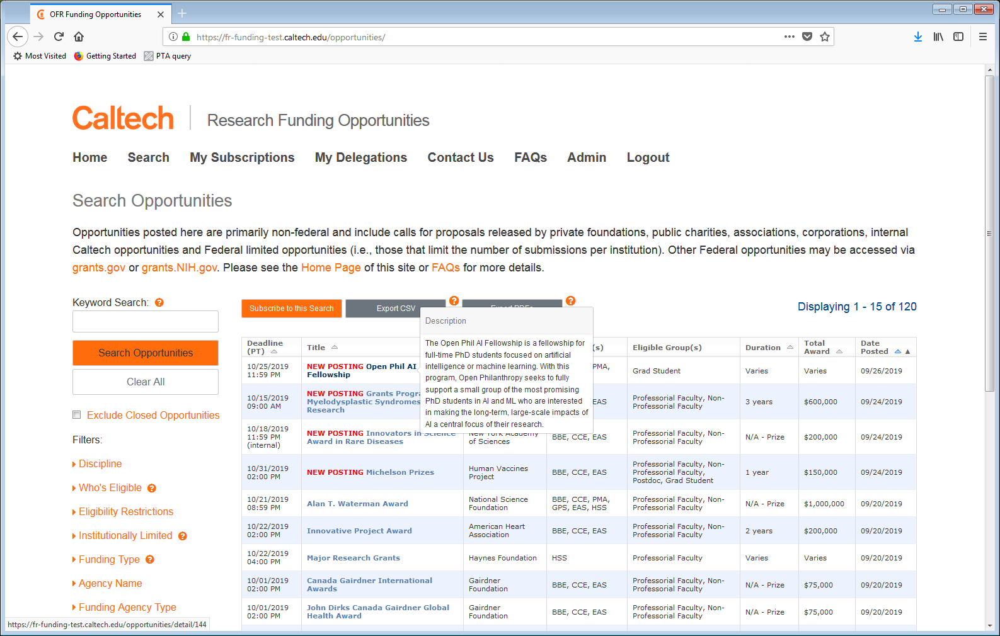 OFR Funding Opportunities
https://fr-funding-test.caltech.edu/opportunities/
Most Visited Getting Started PTA query
Caltech Research Funding Opportunities
Home Search My Subscriptions My Delegations Contact Us FAQs Admin Logout
Search Opportunities
Opportunities posted here are primarily non-federal and include calls for proposals released by private foundations, public charities, associations, corporations, internal
Caltech opportunities and Federal limited opportunities (i.e., those that limit the number of submissions per institution). Other Federal opportunities may be accessed via
grants.gov or grants.NIH.gov. Please see the Home Page of this site or FAQs for more details.
Keyword Search:
Search Opportunities
Clear All
Exclude Closed Opportunities
Filters:
Discipline
Who's Eligible
Eligibility Restrictions
Institutionally Limited
Funding Type
Agency Name
Funding Agency Type
https://fr-funding-test.caltech.edu/opportunities/detail/144
Subscribe to this Search Export CSV
Displaying 1 - 15 of 120
Description
The Open Phil AI Fellowship is a fellowship for
full-time PhD students focused on artificial
intelligence or machine learning. With this
program, Open Philanthropy seeks to fully
support a small group of the most promising
PhD students in AI and ML who are interested
in making the long-term, large-scale impacts of
AI a central focus of their research.
Deadline
(PT)
Title
(s)
Eligible Group(s)
Duration
Total
Award
Date
Posted
10/25/2019
11:59 PM
NEW POSTING Open Phil AI
Fellowship
PMA,
Grad Student
Varies
Varies
09/26/2019
10/15/2019
09:00 AM
NEW POSTING Grants Progra
Myelodysplastic Syndromes
Research
EAS
Professorial Faculty, Non-
Professorial Faculty
3 years
$600,000
09/24/2019
10/18/2019
11:59 PM
(internal)
NEW POSTING Innovators in Science
Award in Rare Diseases
New York Academy
of Sciences
BBE, CCE, EAS
Professorial Faculty, Non-
Professorial Faculty
N/A - Prize
$200,000
09/24/2019
10/31/2019
02:00 PM
NEW POSTING Michelson Prizes
Human Vaccines
Project
BBE, CCE, EAS
Professorial Faculty, Non-
Professorial Faculty,
Postdoc, Grad Student
1 year
$150,000
09/24/2019
10/21/2019
08:59 PM
Alan T. Waterman Award
National Science
Foundation
BBE, CCE, PMA,
GPS, EAS, HSS
Professorial Faculty, Non-
Professorial Faculty
N/A - Prize
$1,000,000
09/20/2019
10/22/2019
02:00 PM
Innovative Project Award
American Heart
Association
BBE, CCE, EAS
Professorial Faculty, Non-
Professorial Faculty
2 years
$200,000
09/20/2019
10/22/2019
04:00 PM
Major Research Grants
Haynes Foundation
HSS
Professorial Faculty
Varies
Varies
09/20/2019
10/01/2019
02:00 PM
Canada Gairdner International
Awards
Gairdner
Foundation
BBE, CCE, EAS
Professorial Faculty, Non-
Professorial Faculty
N/A - Prize
$75,000
09/20/2019
10/01/2019
02:00 PM
John Dirks Canada Gairdner Global
Health Award
Gairdner
Foundation
BBE, CCE, EAS
Professorial Faculty, Non-
Professorial Faculty
N/A - Prize
$75,000
09/20/2019